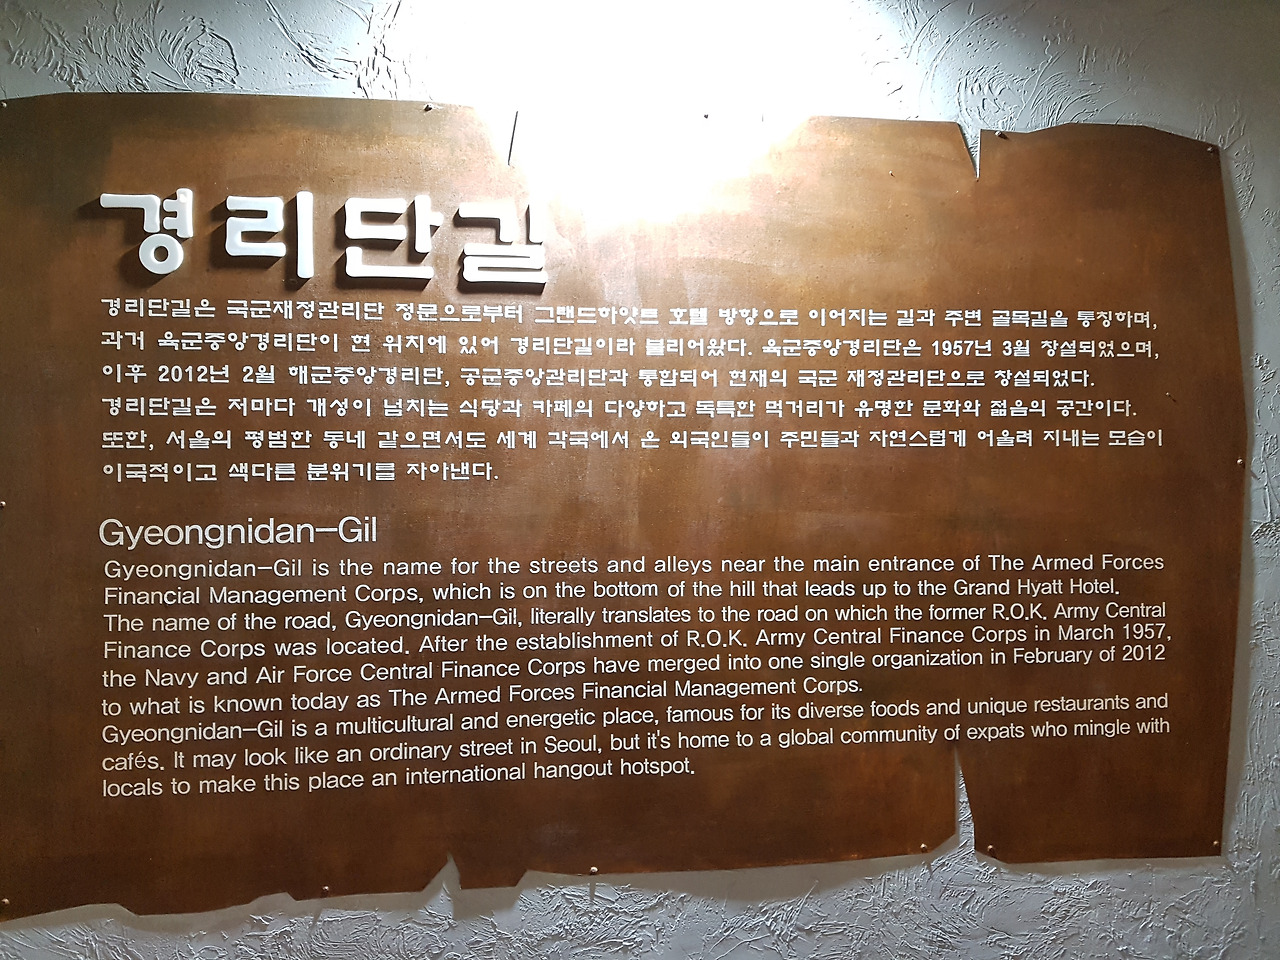 경리단길
경리단길은 국군재정관리단 정문으로부터 그랜드하얏트 호텔 방향으로 이어지는 길과 주변 골목길을 통칭하며,
과거 육군중앙경리단이 현 위치에 있어 경리단길이라 불리어왔다. 육군중앙경리단은 1957년 3월 창설되었으며,
이후 2012년 2월 해군중앙경리단, 공군중앙관리단과 통합되어 현재의 국군 재정관리단으로 창설되었다.
경리단길은 저마다 개성이 넘치는 식당과 카페의 다양하고 독특한 먹거리가 유명한 문화와 젊음의 공간이다.
또한, 서울의 평범한 동네 같으면서도 세계 각국에서 온 외국인들이 주민들과 자연스럽게 어울려 지내는 모습이
이국적이고 색다른 분위기를 자아낸다.
Gyeongnidan-Gil
Gyeongnidan-Gil is the name for the streets and alleys near the main entrance of The Armed Forces
Financial Management Corps, which is on the bottom of the hill that leads up to the Grand Hyatt Hotel.
The name of the road, Gyeongnidan-Gil, literally translates to the road on which the former R.O.K. Army Central
Finance Corps was located. After the establishment of R.O.K. Army Central Finance Corps in March 1957,
the Navy and Air Force Central Finance Corps have merged into one single organization in February of 2012
to what is known today as The Armed Forces Financial Management Corps.
Gyeongnidan-Gil is a multicultural and energetic place, famous for its diverse foods and unique restaurants and
cafés. It may look like an ordinary street in Seoul, but it's home to a global community of expats who mingle with
locals to make this place an international hangout hotspot.